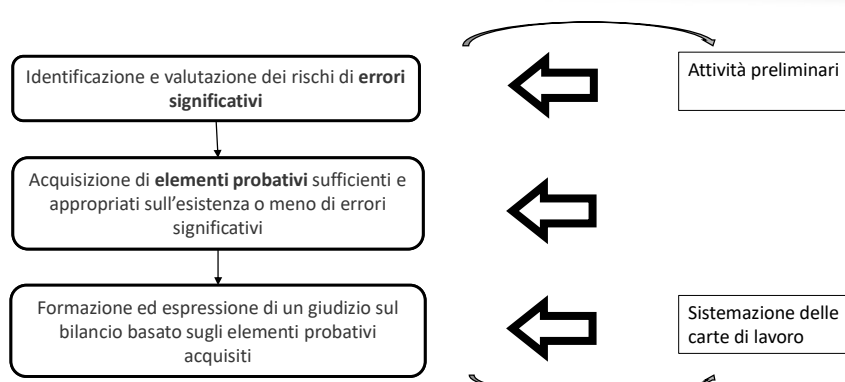 Identificazione e valutazione dei rischi di errori
significativi
Attività preliminari
Acquisizione di elementi probativi sufficienti e
appropriati sull’esistenza o meno di errori
significativi
Formazione ed espressione di un giudizio sul
bilancio basato sugli elementi probativi
acquisiti
Sistemazione delle
carte di lavoro